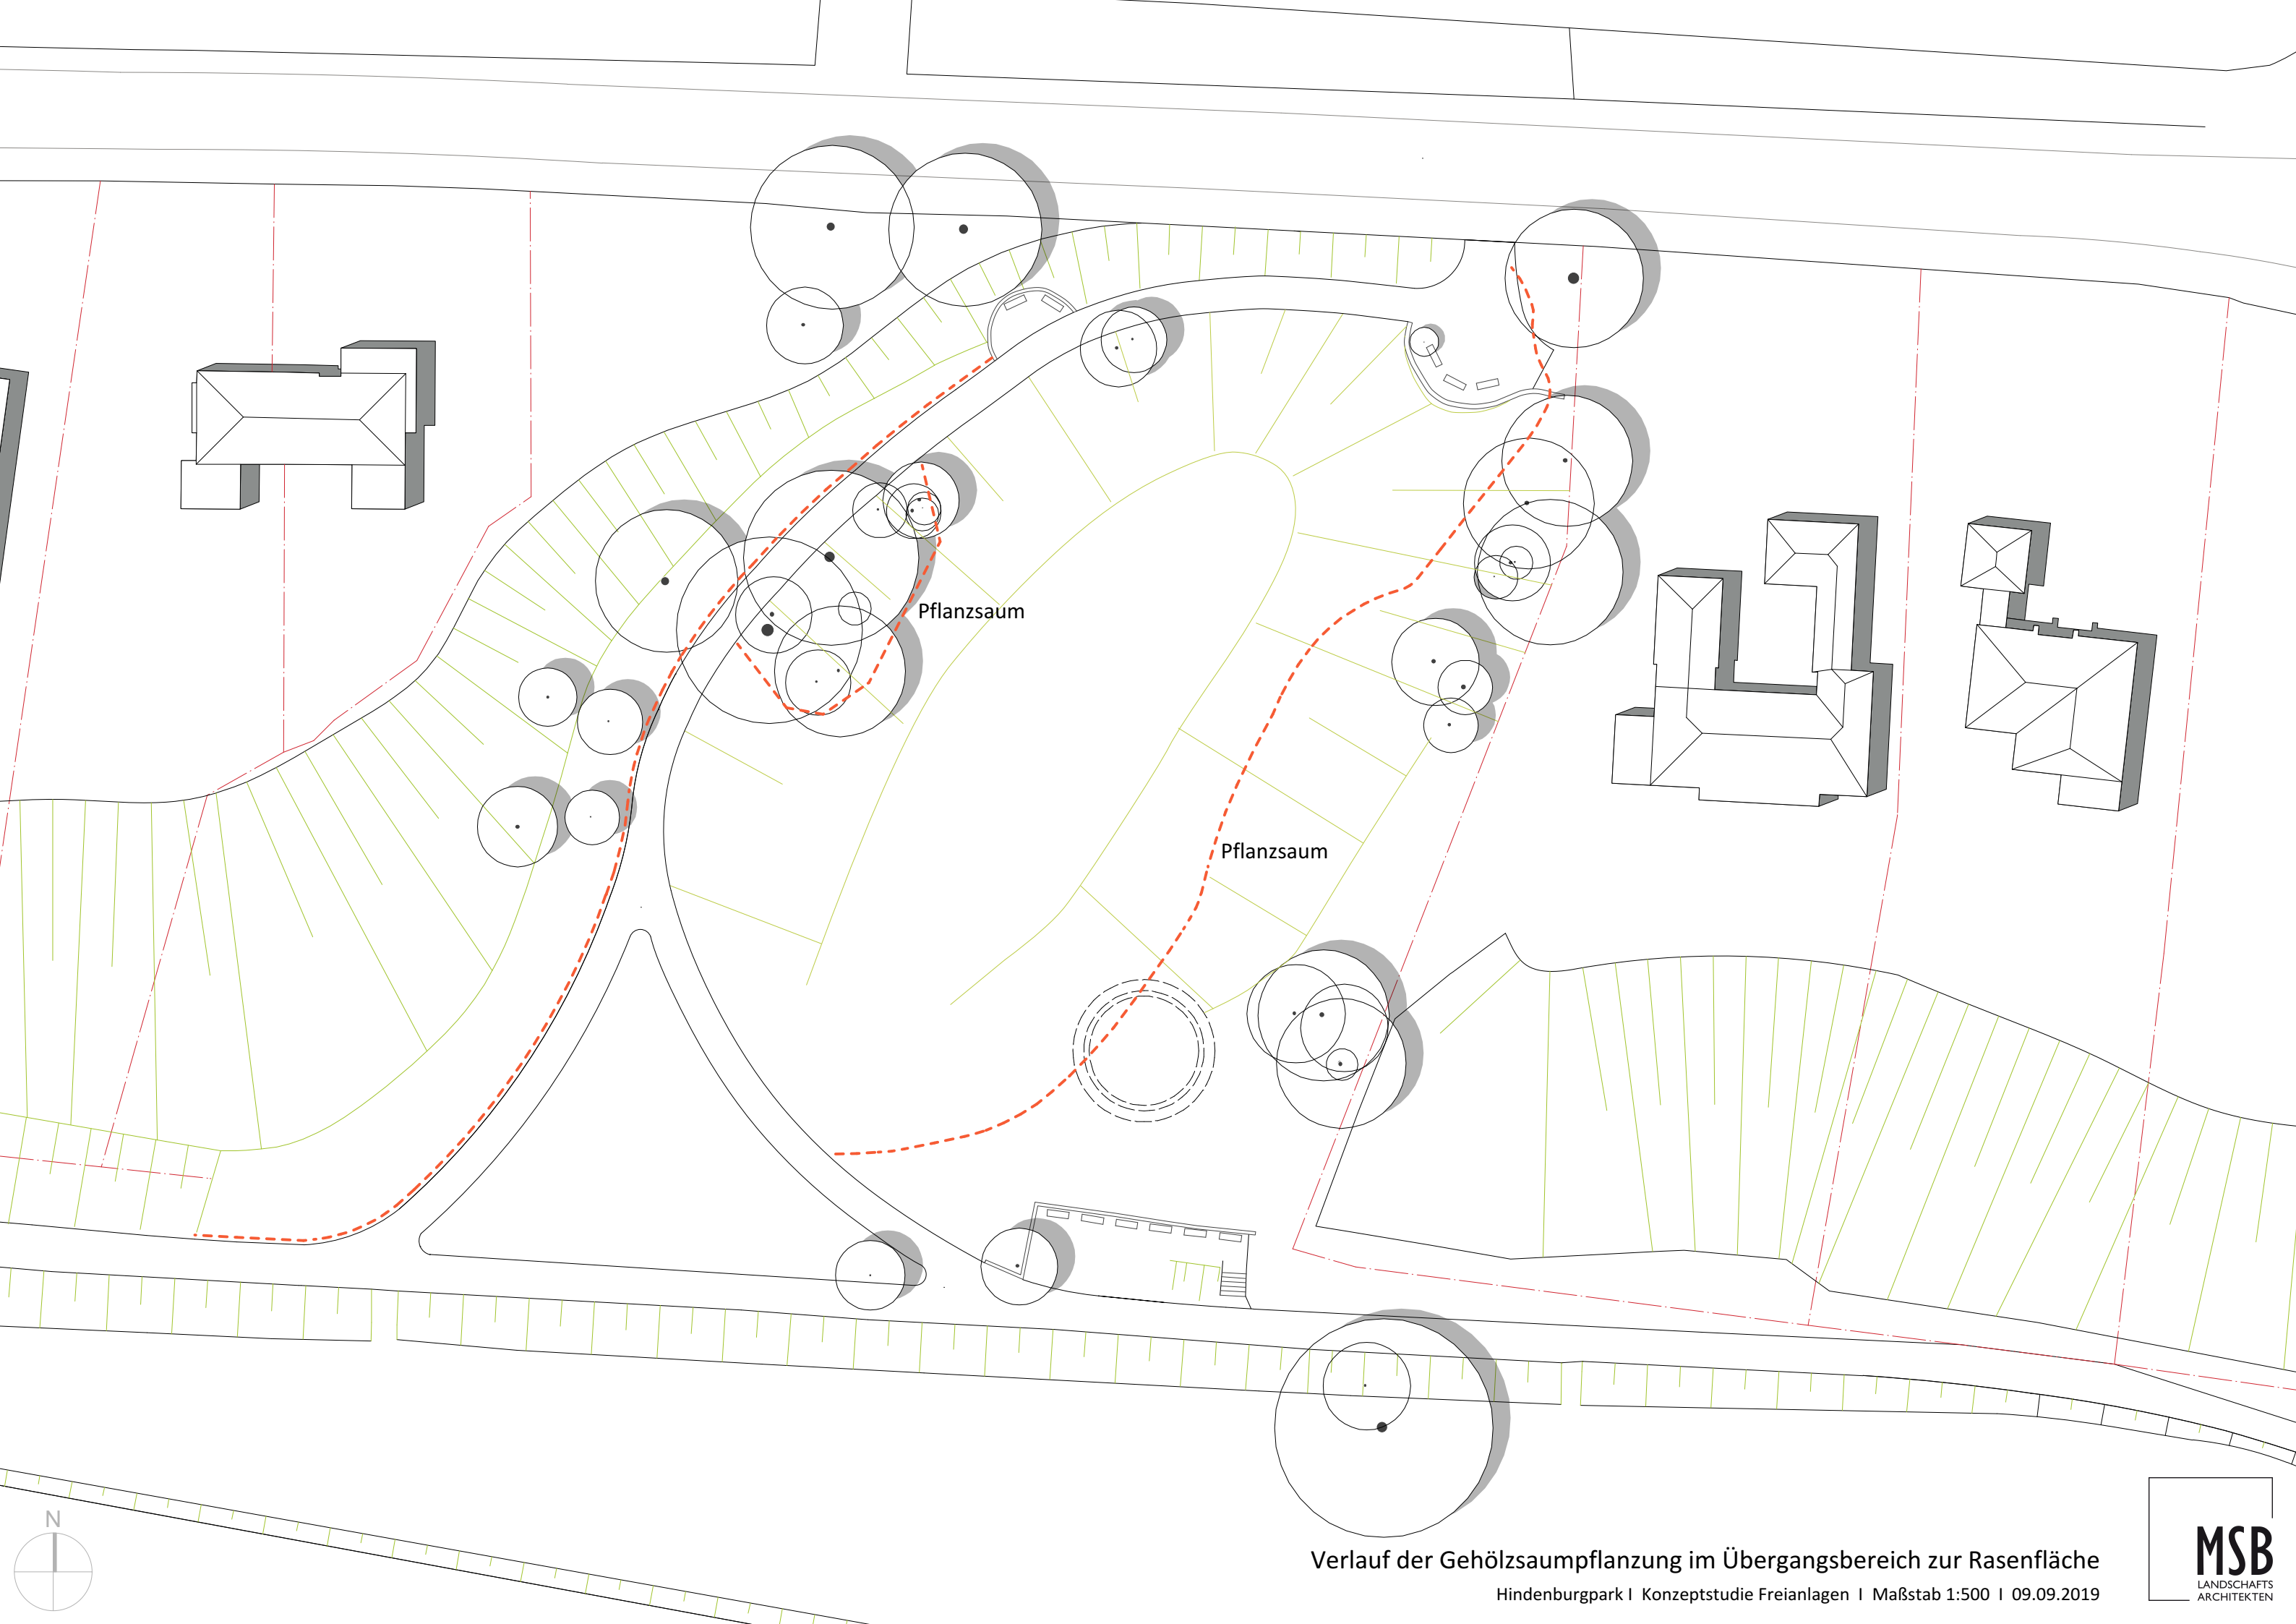 Pflanzsaum
Pflanzsaum
N
Verlauf der Gehölzsaumpflanzung im Übergangsbereich zur Rasenfläche
Hindenburgpark I Konzeptstudie Freianlagen I Maßstab 1:500 I 09.09.2019
MSB
LANDSCHAFTS
ARCHITEKTEN